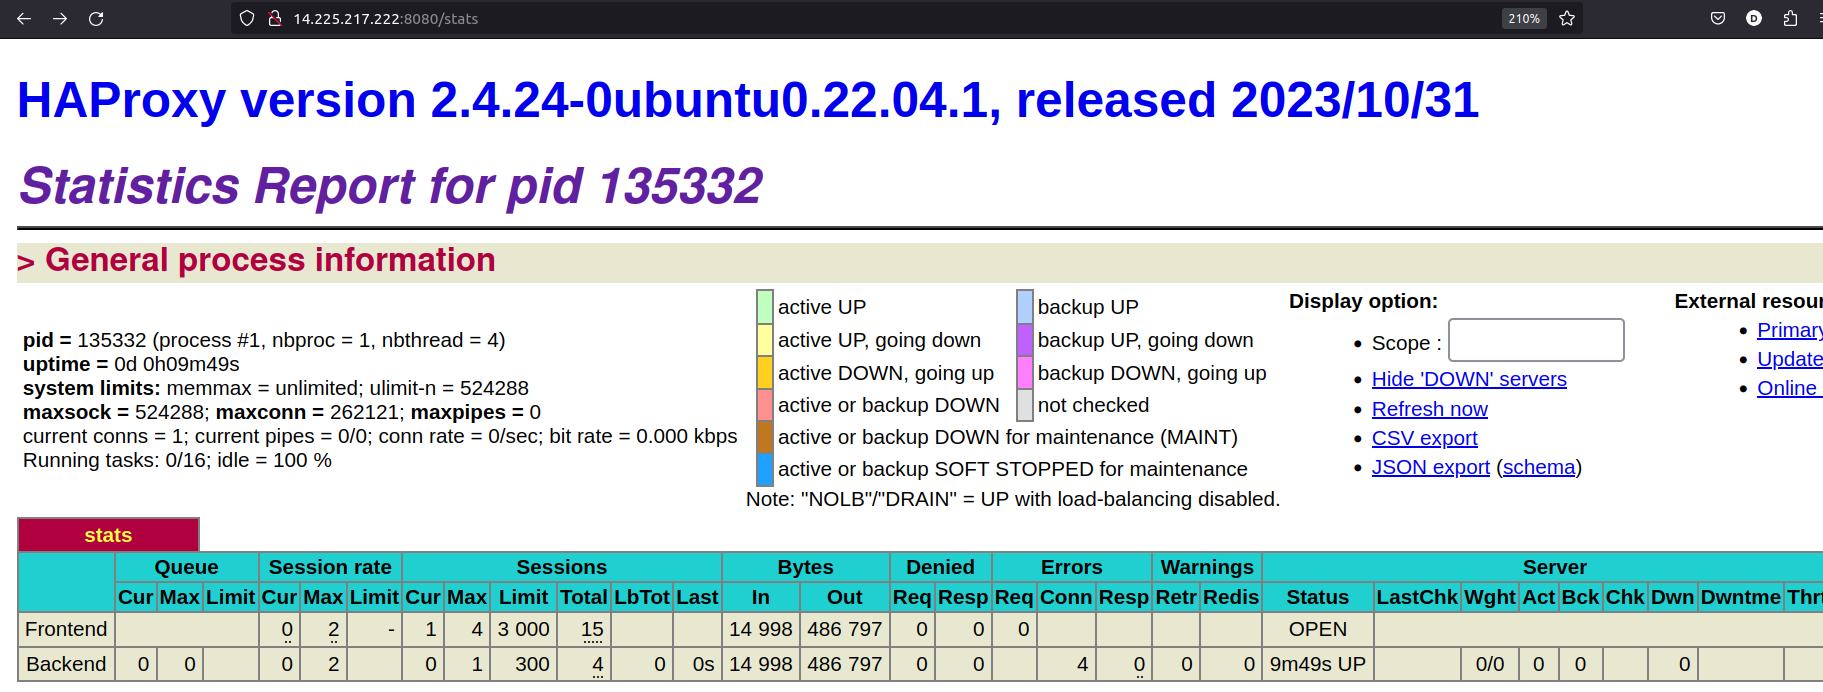 14.225.217.222:8080/stats
210%
HAProxy version 2.4.24-0ubuntu0.22.04.1, released 2023/10/31
Statistics Report for pid 135332
> General process information
pid = 135332 (process #1, nbproc = 1, nbthread = 4)
uptime = 0d 0h09m49s
system limits: memmax = unlimited; ulimit-n = 524288
maxsock = 524288; maxconn = 262121; maxpipes = 0
current conns = 1; current pipes = 0/0; conn rate = 0/sec; bit rate = 0.000 kbps
Running tasks: 0/16; idle = 100 %
active UP
backup UP
active UP, going down
backup UP, going down
active DOWN, going up
backup DOWN, going up
active or backup DOWN
not checked
active or backup DOWN for maintenance (MAINT)
active or backup SOFT STOPPED for maintenance
Note: "NOLB"/"DRAIN" = UP with load-balancing disabled.
Display option:
Scope :
Hide 'DOWN' servers
Refresh now
CSV export
JSON export (schema)
External
Primary
Update
Online
stats
Queue Session rate Sessions Bytes Denied Errors Warnings Server
Cur Max Limit Cur Max Limit Cur Max Limit Total LbTot Last In Out Req Resp Req Conn Resp Retr Redis Status LastChk Wght Act Bck Chk Dwn Dwntme
Frontend 0 2 - 1 4 3 000 15 14 998 486 797 0 0 0 OPEN
Backend 0 0 0 2 0 1 300 4 0 0s 14 998 486 797 0 0 4 0 0 0 9m49s UP 0/0 0 0 0